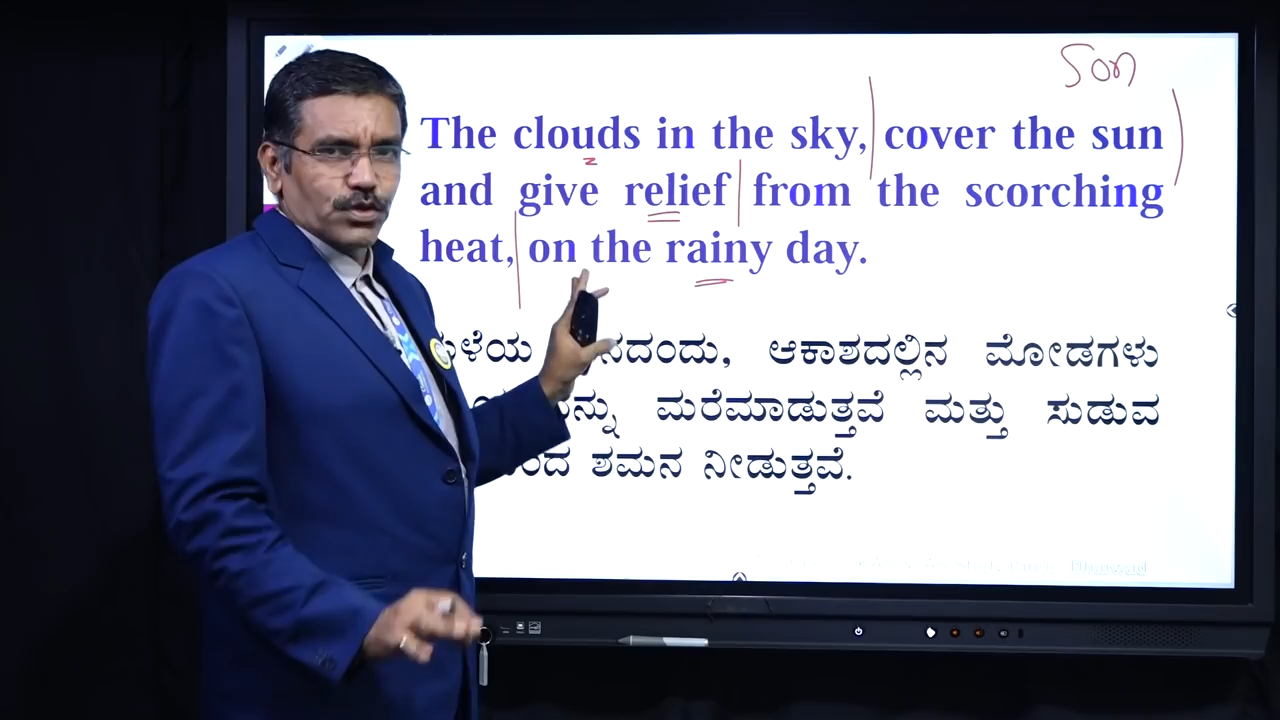 Son
The clouds in the sky, cover the sun
and give relief from the scorching
heat, on the rainy day.
ಆಕಾಶದಲ್ಲಿನ ಮೋಡಗಳು
ಮರೆಮಾಡುತ್ತವೆ ಮತ್ತು ಸುಡುವ
ಶಮನ ನೀಡುತ್ತವೆ.